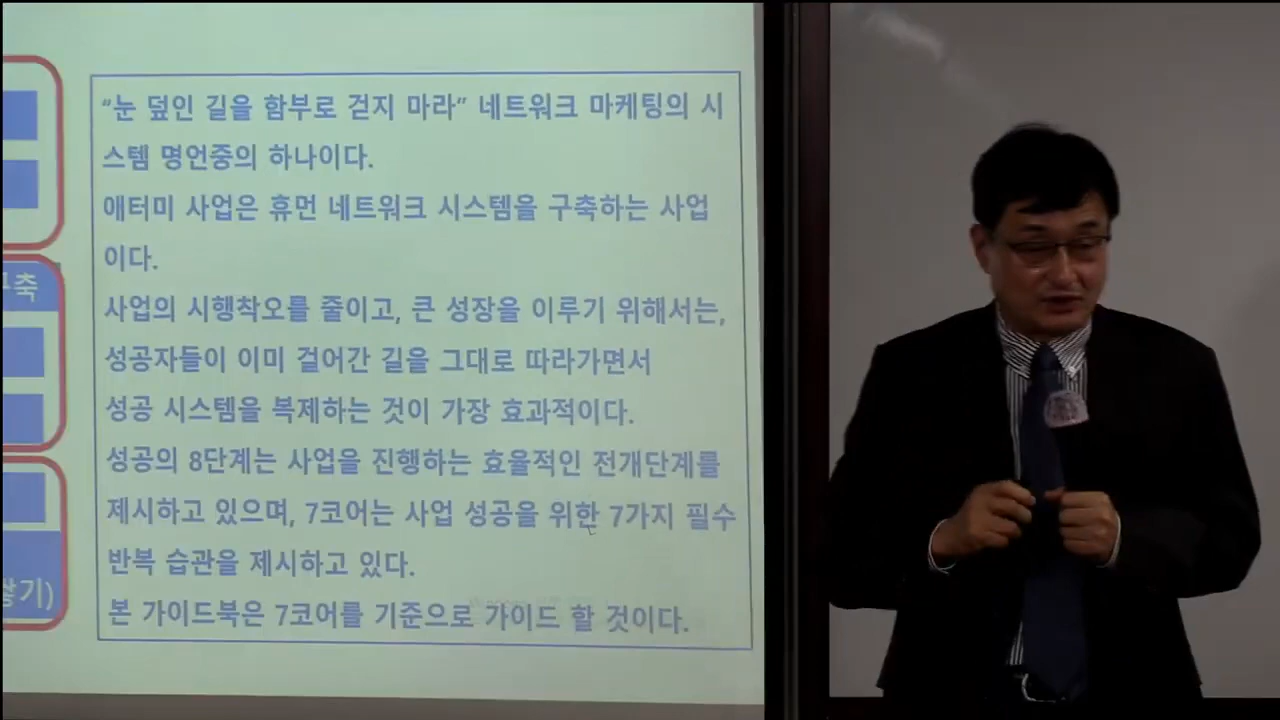 축
쌓기)
“눈 덮인 길을 함부로 걷지 마라” 네트워크 마케팅의 시
스템 명언중의 하나이다.
애터미 사업은 휴먼 네트워크 시스템을 구축하는 사업
이다.
사업의 시행착오를 줄이고, 큰 성장을 이루기 위해서는,
성공자들이 이미 걸어간 길을 그대로 따라가면서
성공 시스템을 복제하는 것이 가장 효과적이다.
성공의 8단계는 사업을 진행하는 효율적인 전개단계를
제시하고 있으며, 7코어는 사업 성공을 위한 7가지 필수
반복 습관을 제시하고 있다.
본 가이드북은 7코어를 기준으로 가이드 할 것이다.